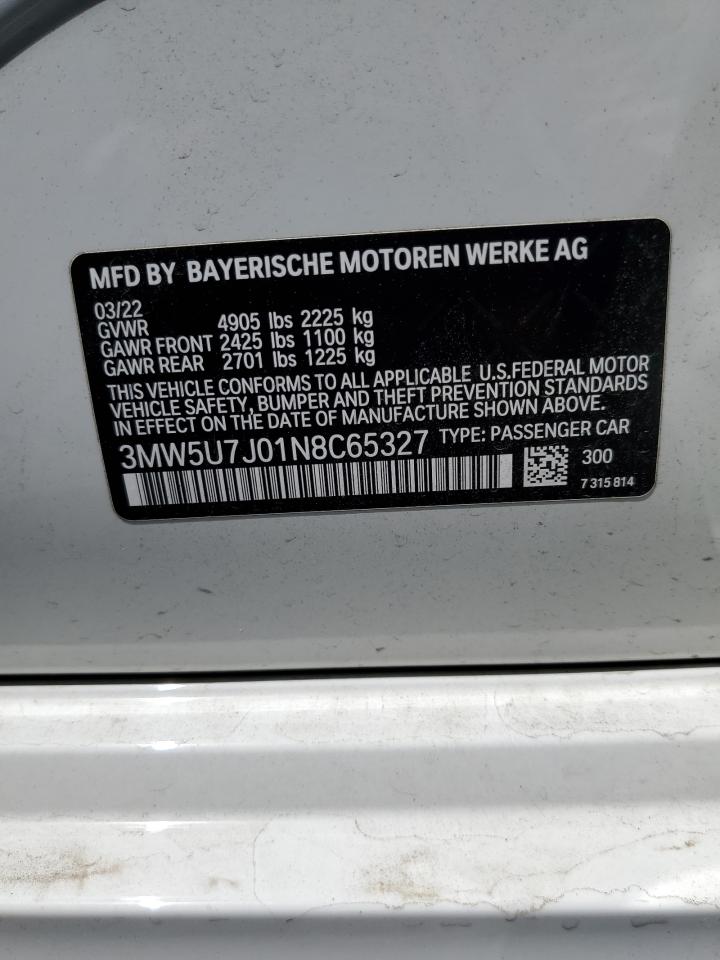 MFD BY BAYERISCHE MOTOREN WERKE AG
03/22
GVWR 4905 lbs 2225 kg
GAWR FRONT 2425 lbs 1100 kg
GAWR REAR 2701 lbs 1225 kg
THIS VEHICLE CONFORMS TO ALL APPLICABLE U.S.FEDERAL MOTOR
VEHICLE SAFETY, BUMPER AND THEFT PREVENTION STANDARDS
IN EFFECT ON THE DATE OF MANUFACTURE SHOWN ABOVE.
3MW5U7J01N8C65327 TYPE: PASSENGER CAR
300
7 315 814